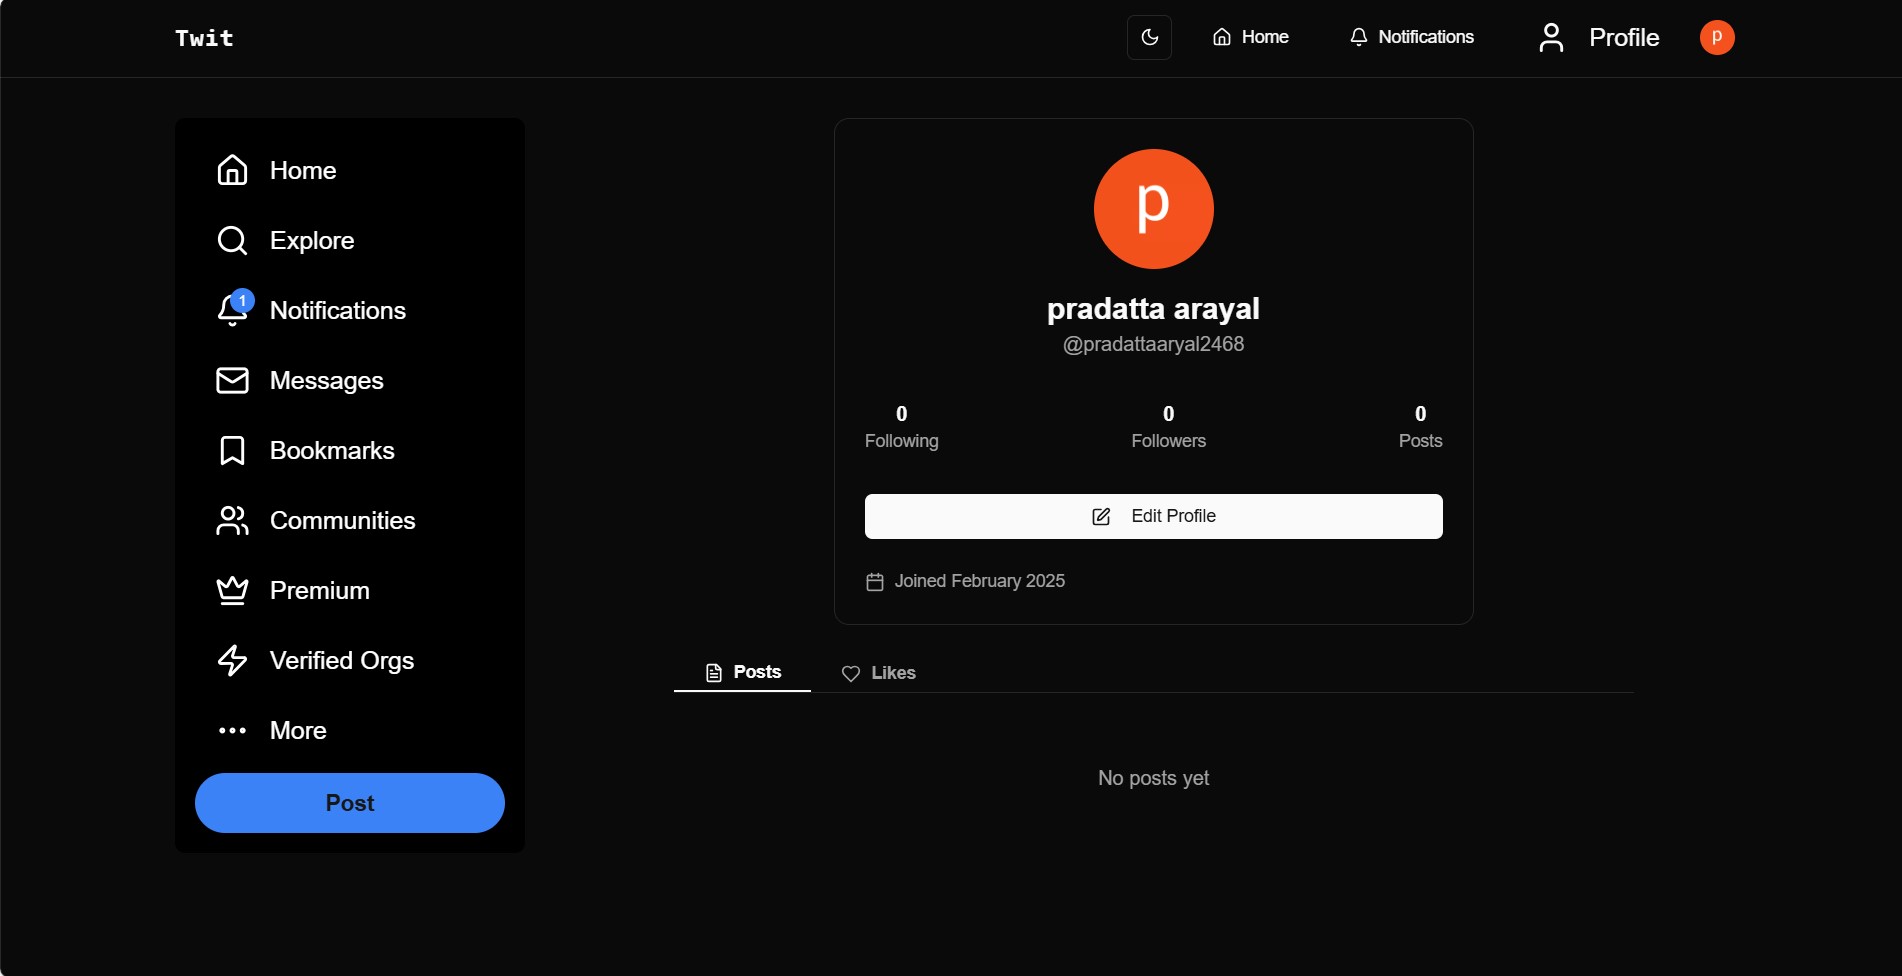 Twit
Home
Notifications
Profile
p
Home
Explore
1
Notifications
Messages
Bookmarks
Communities
Premium
Verified Orgs
More
Post
p
pradatta arayal
@pradattaaryal2468
0 0 0
Following Followers Posts
Edit Profile
Joined February 2025
Posts Likes
No posts yet